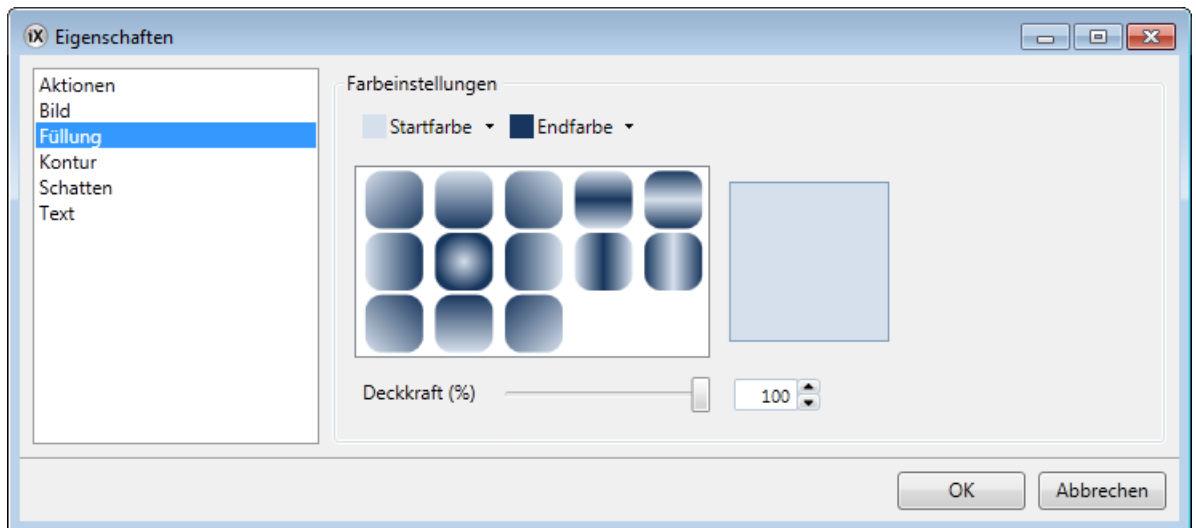 iX Eigenschaften
Aktionen
Bild
Füllung
Kontur
Schatten
Text
Farbeinstellungen
Startfarbe Endfarbe
Deckkraft (%) 100
OK Abbrechen